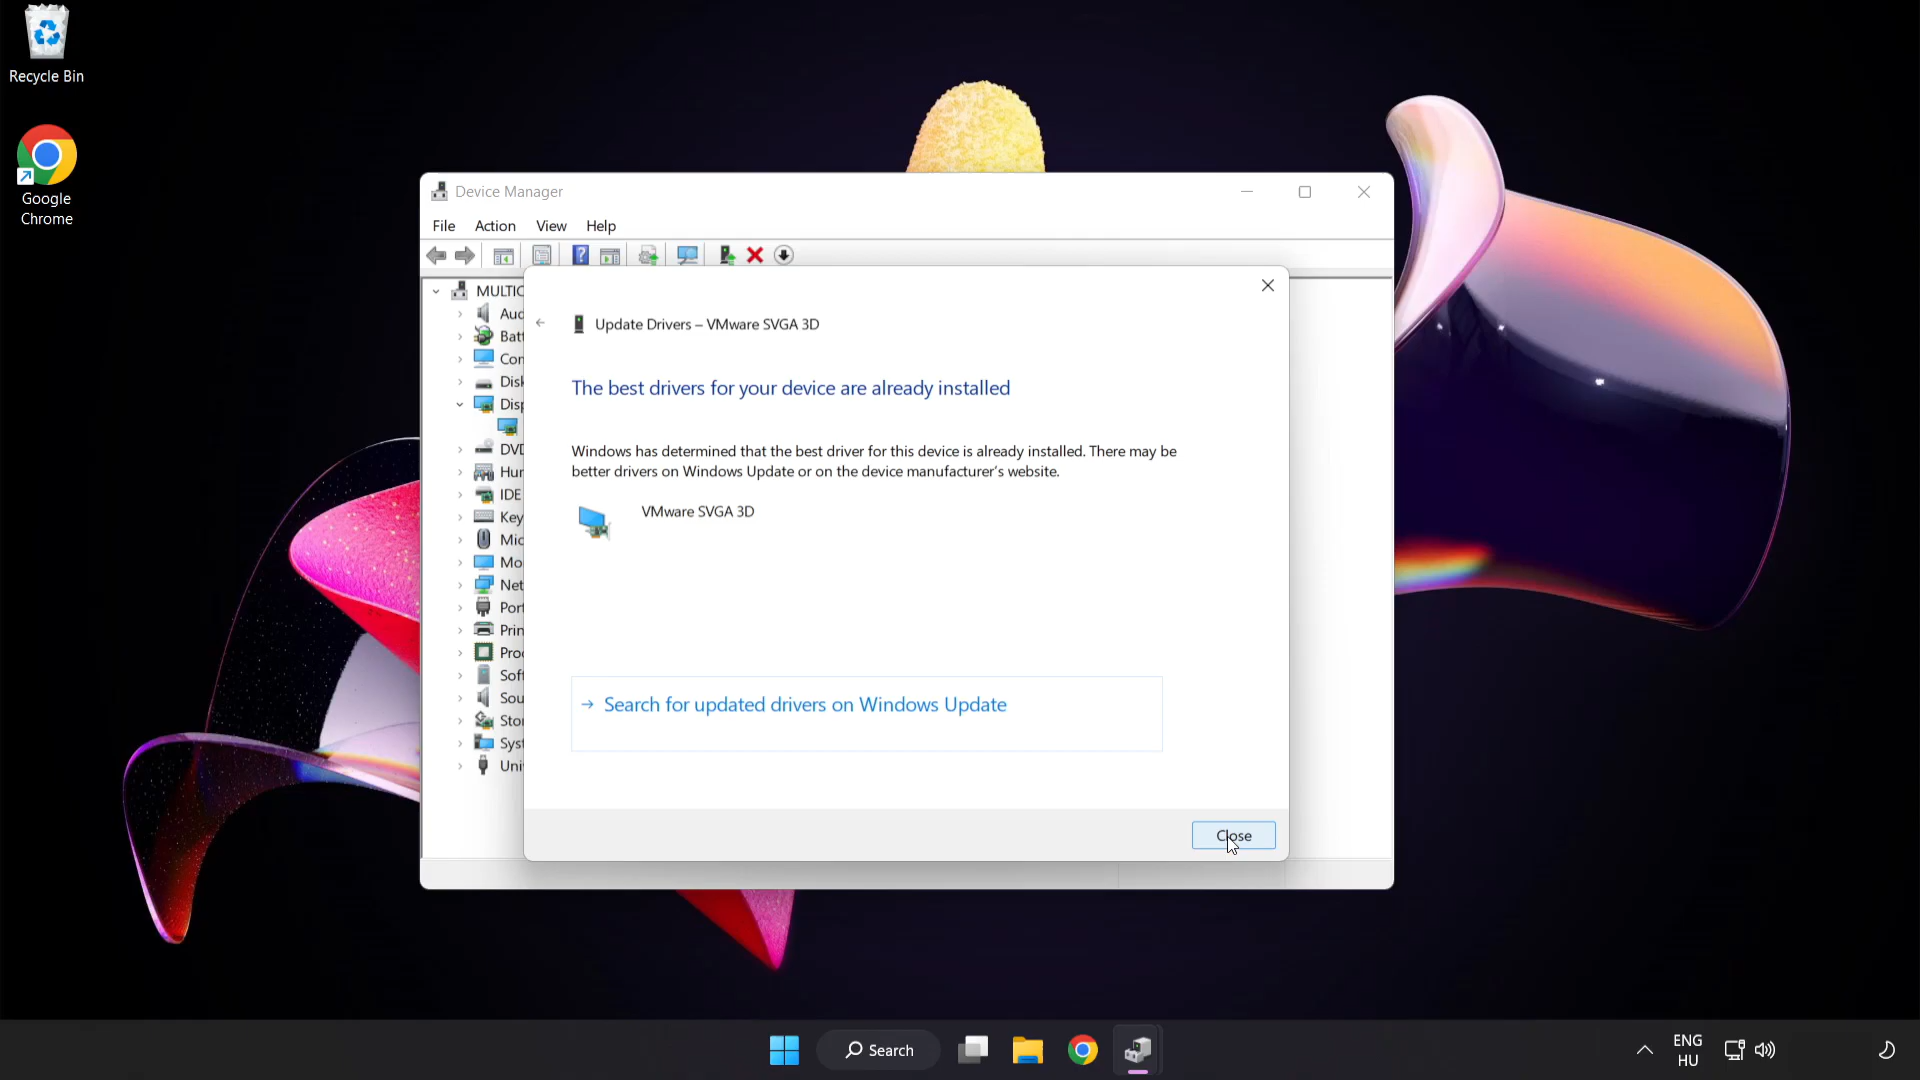 Recycle Bin
Google
Chrome
Device Manager
File Action View Help
Update Drivers – VMware SVGA 3D
The best drivers for your device are already installed
Windows has determined that the best driver for this device is already installed. There may be
better drivers on Windows Update or on the device manufacturer's website.
VMware SVGA 3D
Search for updated drivers on Windows Update
Close
MULTIC
Aud
Batt
Con
Disk
Disp
DVD
Hur
IDE
Key
Mic
Mo
Net
Port
Prin
Proc
Soft
Sou
Stor
Syst
Uni
Search
ENG
HU